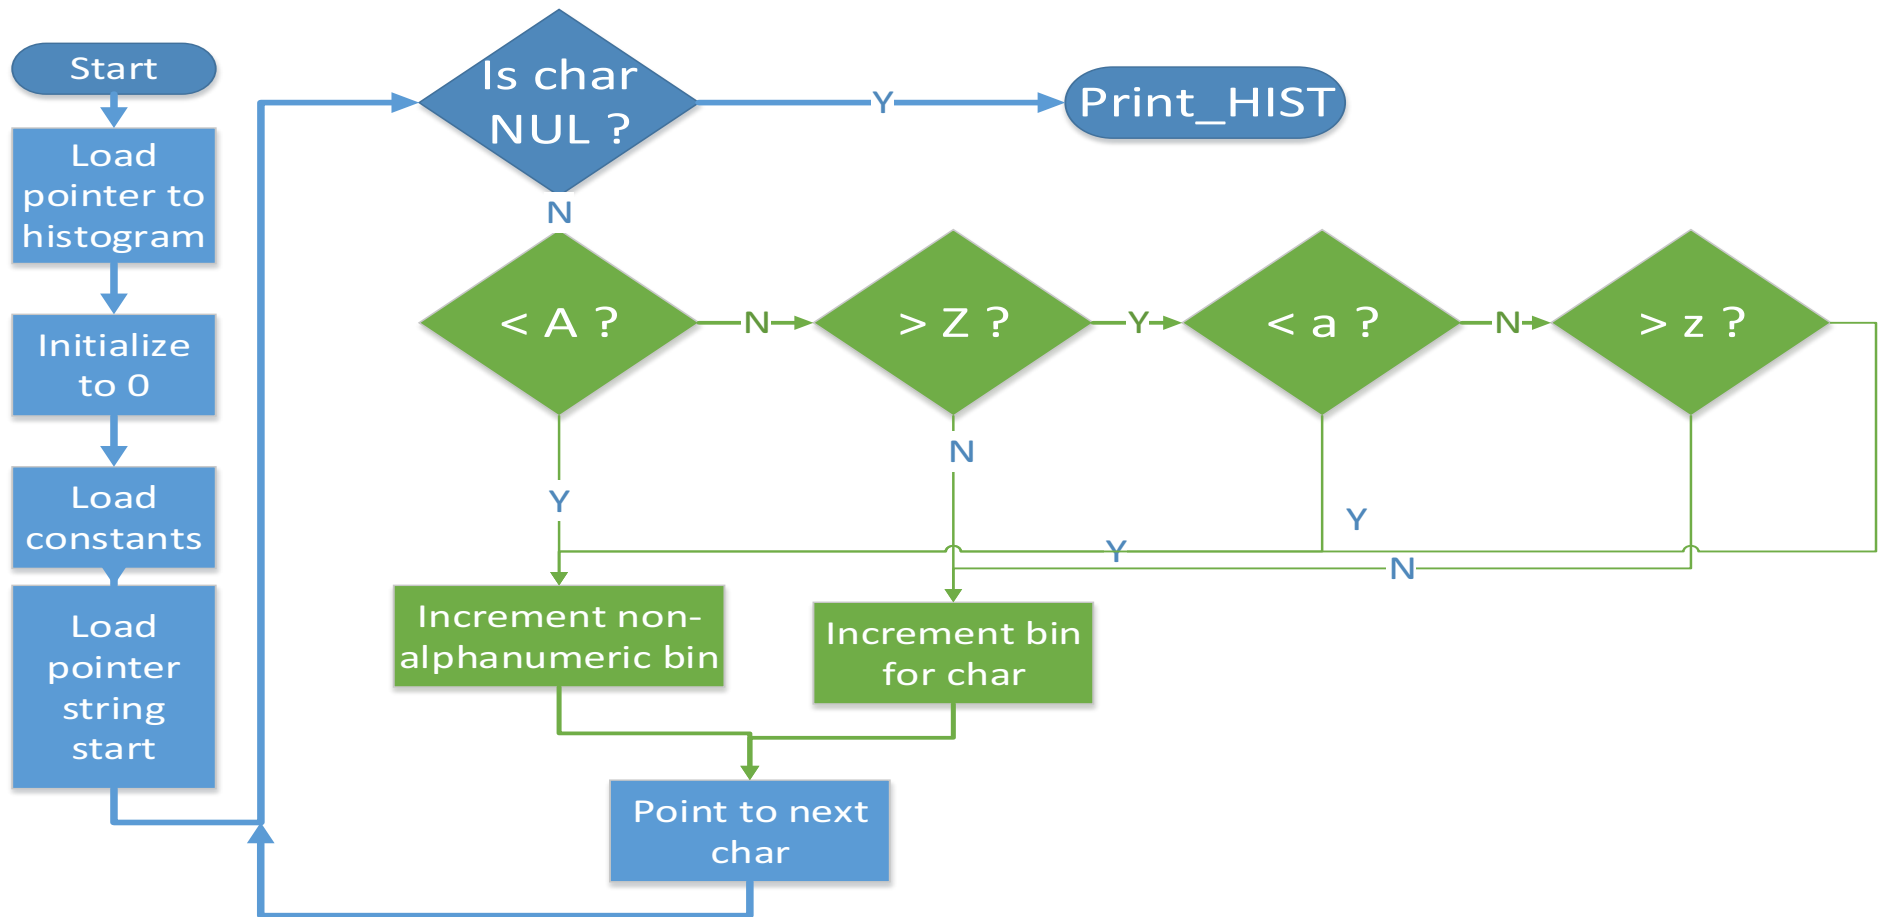 Start
Load
pointer to
histogram
Initialize
to 0
Load
constants
Load
pointer
string
start
Is char
NUL ?
Y
Print_HIST
N
< A ?
N
> Z ?
Y
< a ?
N
> z ?
Y
N
Y
Y
N
Increment non-
alphanumeric bin
Increment bin
for char
Point to next
char